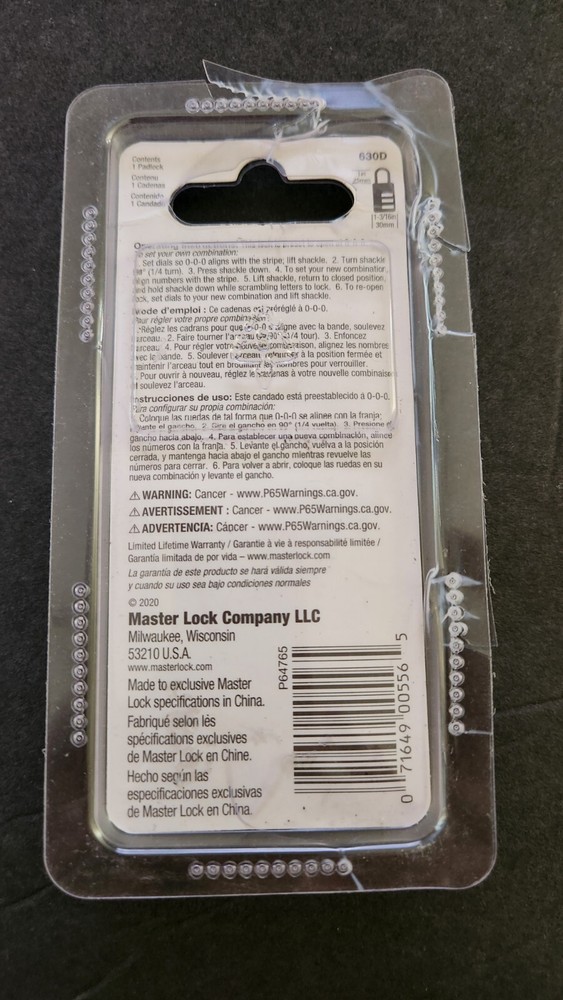 Contents
1 Padlock
Contenu
1 Cadenas
Contenido
1 Candado
630D
1in
25mm
1-3/16in
30mm
Operating Instructions:
To set your own combination:
Set dials so 0-0-0 aligns with the stripe; lift shackle. 2. Turn shackle
90° (1/4 turn). 3. Press shackle down. 4. To set your new combination,
align numbers with the stripe. 5. Lift shackle, return to closed position,
and hold shackle down while scrambling letters to lock. 6. To re-open
lock, set dials to your new combination and lift shackle.
Mode d'emploi : Ce cadenas est préréglé à 0-0-0.
Pour régler votre propre combinaison:
Réglez les cadrans pour que 0-0-0 s'aligne avec la bande, soulevez
arceau. 2. Faire tourner l'arceau de 90° (1/4 tour). 3. Enfoncez
arceau. 4. Pour régler votre nouvelle combinaison, alignez les nombres
avec la bande. 5. Soulever l'arceau, retournez à la position fermée et
maintenir l'arceau tout en brouillant les nombres pour verrouiller.
Pour ouvrir à nouveau, réglez le cadenas à votre nouvelle combinaison
et soulevez l'arceau.
Instrucciones de uso: Este candado está preestablecido á 0-0-0.
Para configurar su propia combinación:
Coloque las ruedas de tal forma que 0-0-0 se alinee con la franja;
levante el gancho. 2. Gire el gancho en 90° (1/4 vuelta). 3. Presione el
gancho hacia abajo. 4. Para establecer una nueva combinación, alinee
los números con la franja. 5. Levante el gancho, vuelva a la posición
cerrada, y mantenga hacia abajo el gancho mientras revuelve las
números para cerrar. 6. Para volver a abrir, coloque las ruedas en su
nueva combinación y levante el gancho.
⚠ WARNING: Cancer - www.P65Warnings.ca.gov.
⚠ AVERTISSEMENT : Cancer - www.P65Warnings.ca.gov.
⚠ ADVERTENCIA: Cáncer - www.P65Warnings.ca.gov.
Limited Lifetime Warranty / Garantie à vie à responsabilité limitée /
Garantía limitada de por vida – www.masterlock.com
La garantía de este producto se hará válida siempre
y cuando su uso sea bajo condiciones normales
© 2020
Master Lock Company LLC
Milwaukee, Wisconsin
53210 U.S.A.
www.masterlock.com
Made to exclusive Master
Lock specifications in China.
Fabriqué selon les
spécifications exclusives
de Master Lock en Chine.
Hecho según las
especificaciones exclusivas
de Master Lock en China.
P64765
0 71649 00556 5